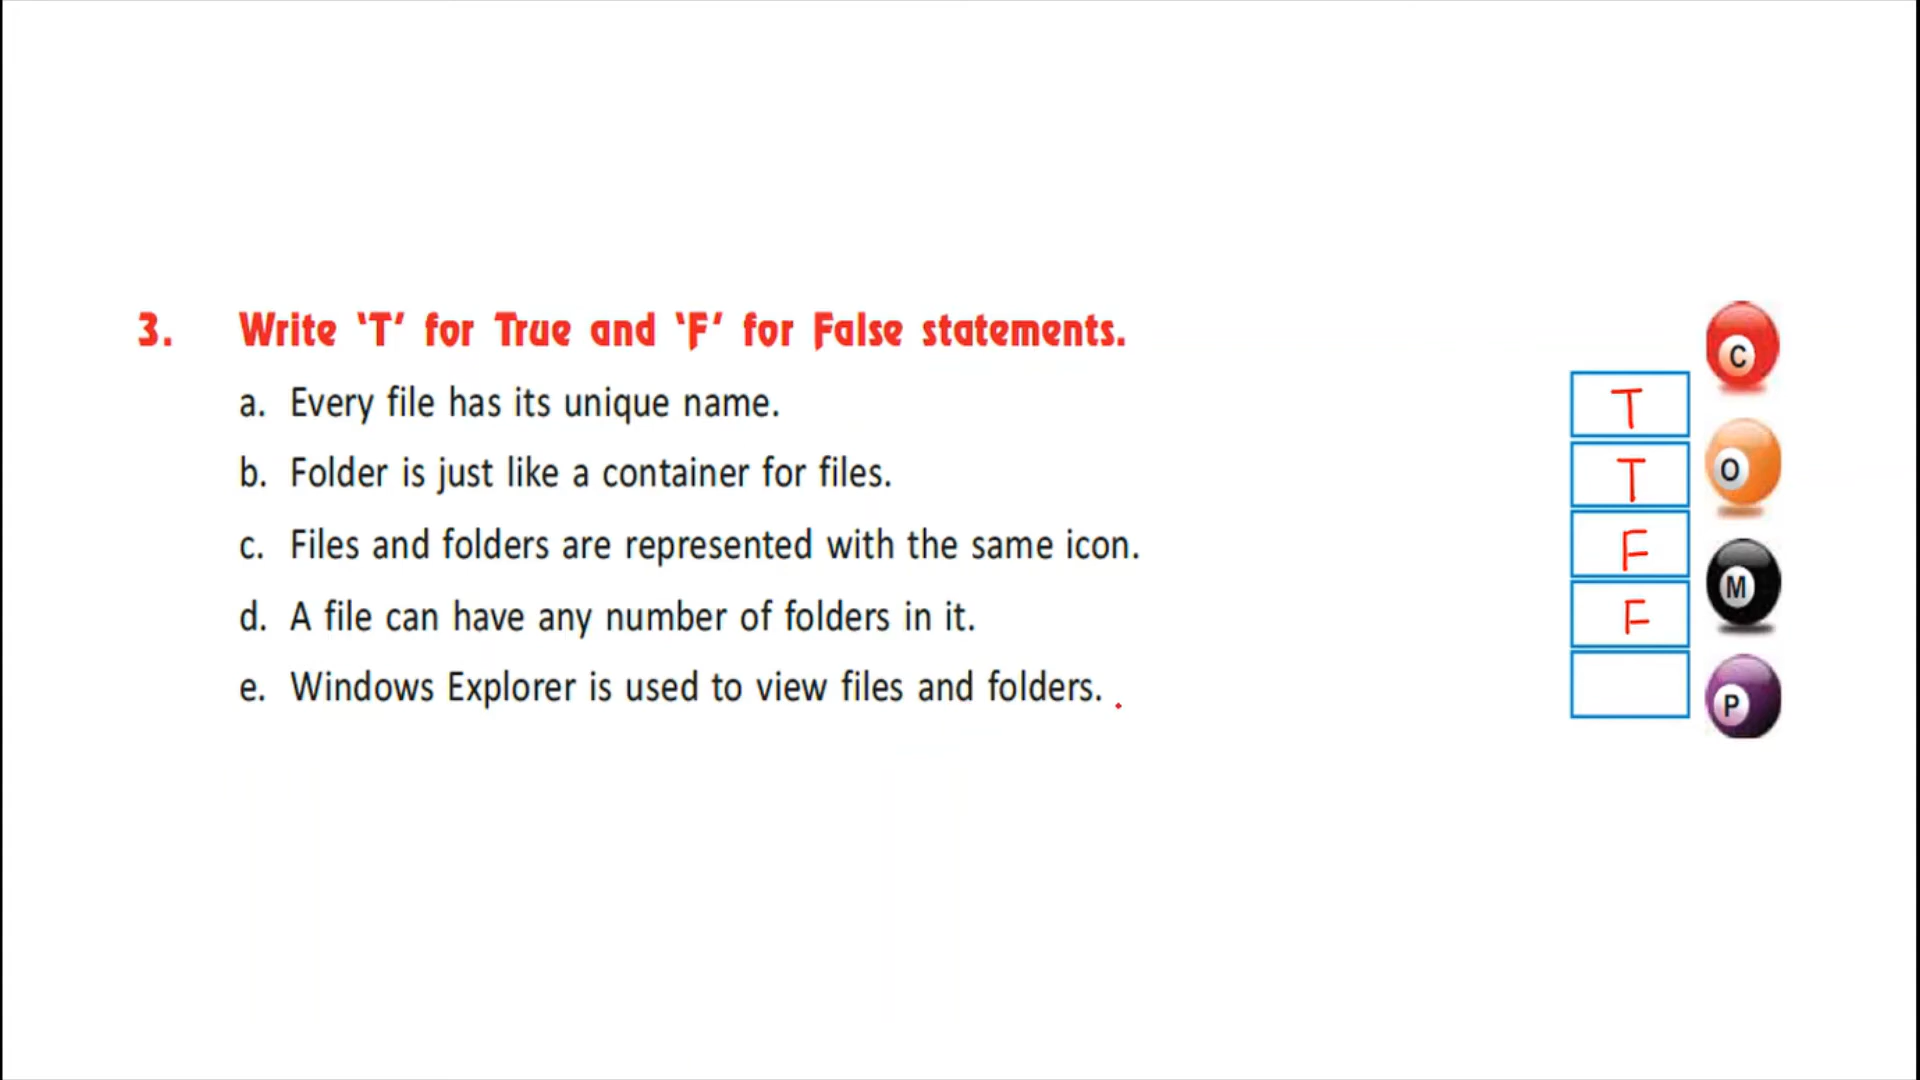 3. Write ‘T’ for True and ‘F’ for False statements.
a. Every file has its unique name. T
b. Folder is just like a container for files. T
c. Files and folders are represented with the same icon. F
d. A file can have any number of folders in it. F
e. Windows Explorer is used to view files and folders.
C
O
M
P